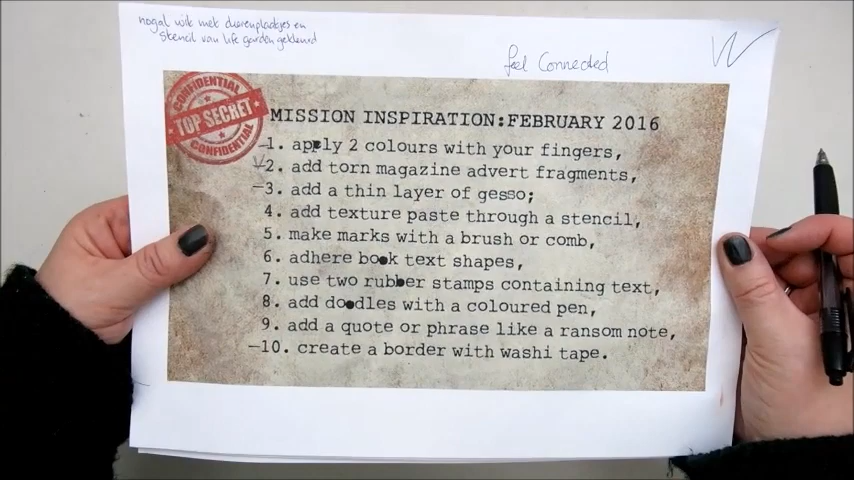 nogal wit met dierenplaatjes en
stencil van life garden gekleurd
feel Connected
CONFIDENTIAL
TOP SECRET
CONFIDENTIAL
MISSION INSPIRATION:FEBRUARY 2016
1. apply 2 colours with your fingers,
2. add torn magazine advert fragments,
3. add a thin layer of gesso;
4. add texture paste through a stencil,
5. make marks with a brush or comb,
6. adhere book text shapes,
7. use two rubber stamps containing text,
8. add doodles with a coloured pen,
9. add a quote or phrase like a ransom note,
10. create a border with washi tape.